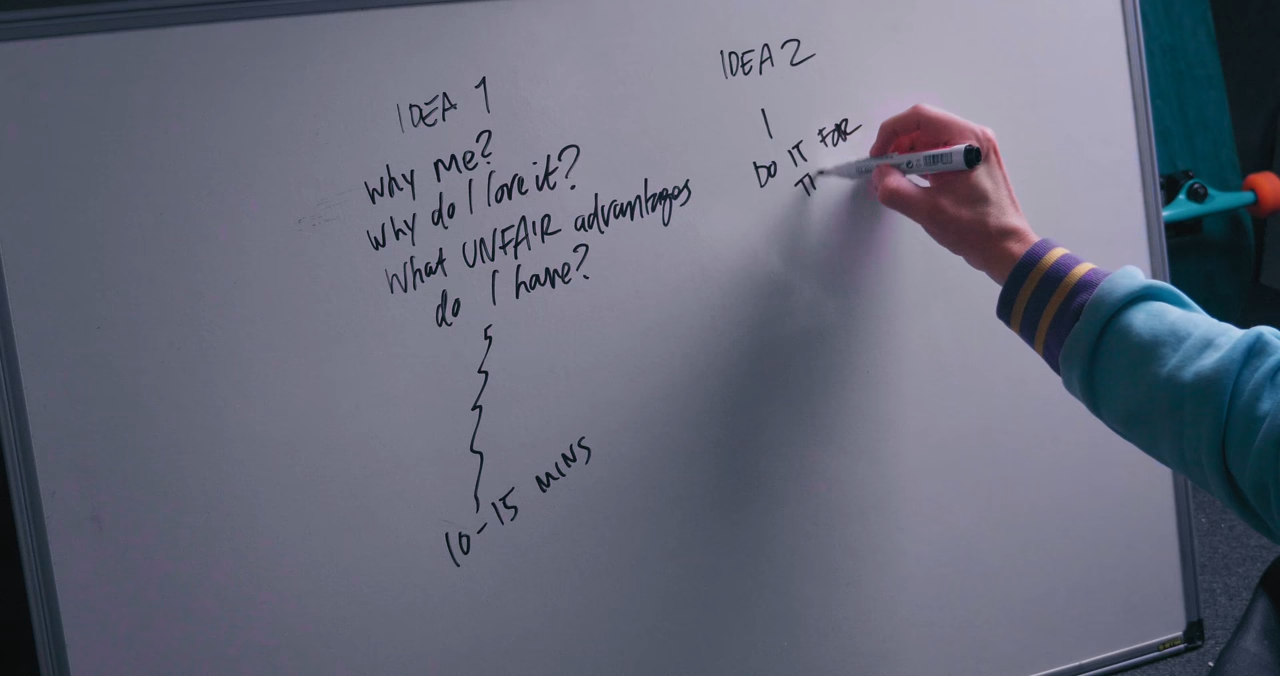 IDEA 1
Why me?
Why do I love it?
What UNFAIR advantages
do I have?
10-15 MINS
IDEA 2
DO IT FOR